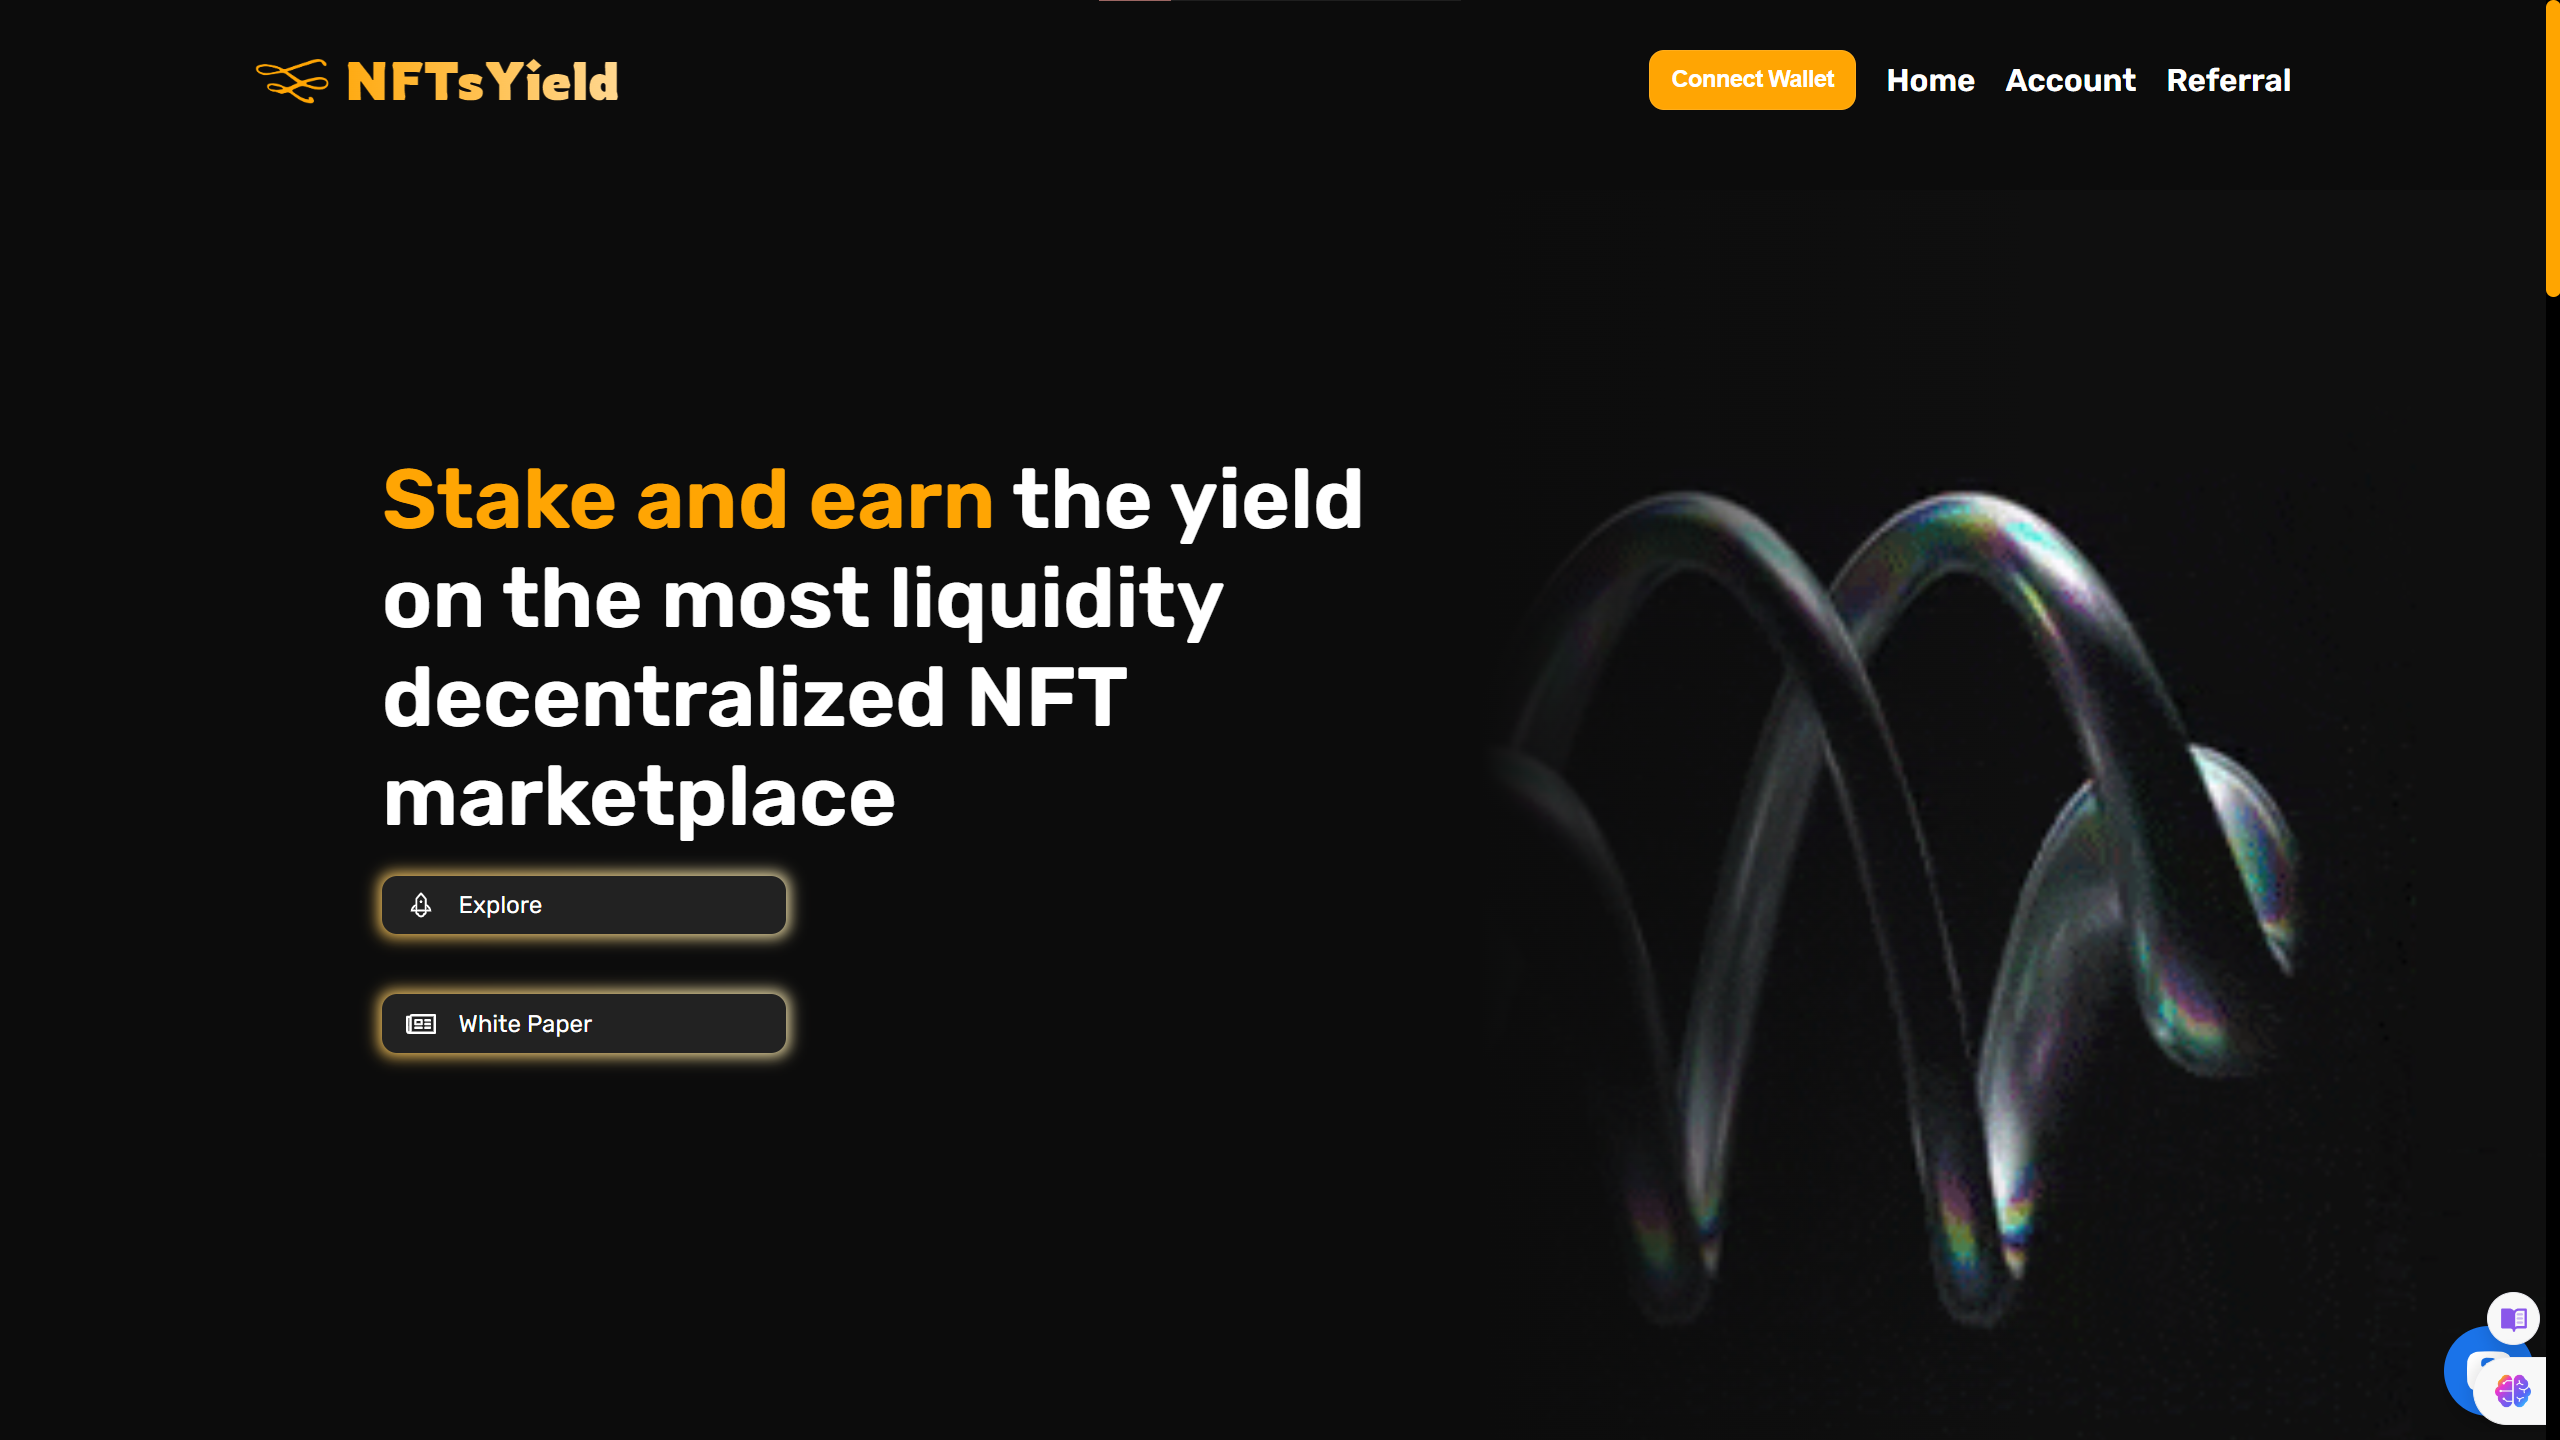 NFTsYield
Connect Wallet
Home
Account
Referral
Stake and earn the yield
on the most liquidity
decentralized NFT
marketplace
Explore
White Paper